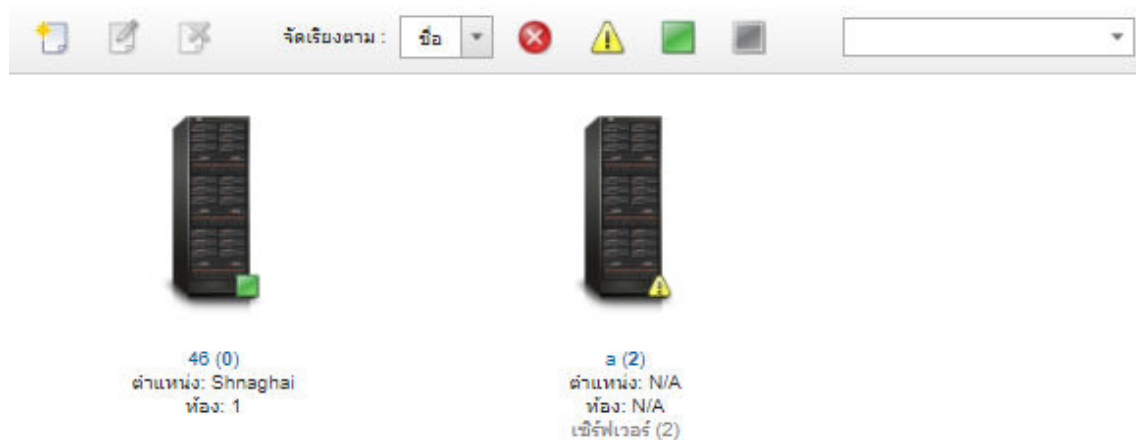 จัดเรียงตาม : ชื่อ
46 (0)
ตำแหน่ง: Shnaghai
ห้อง: 1
a (2)
ตำแหน่ง: N/A
ห้อง: N/A
เซิร์ฟเวอร์ (2)